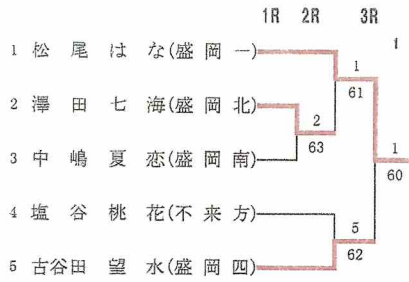 1R 2R 3R
1
1 松尾はな(盛岡一)
1
61
2 澤田七海(盛岡北)
2
63
1
60
3 中嶋夏恋(盛岡南)
4 塩谷桃花(不来方)
5
62
5 古谷田望水(盛岡四)